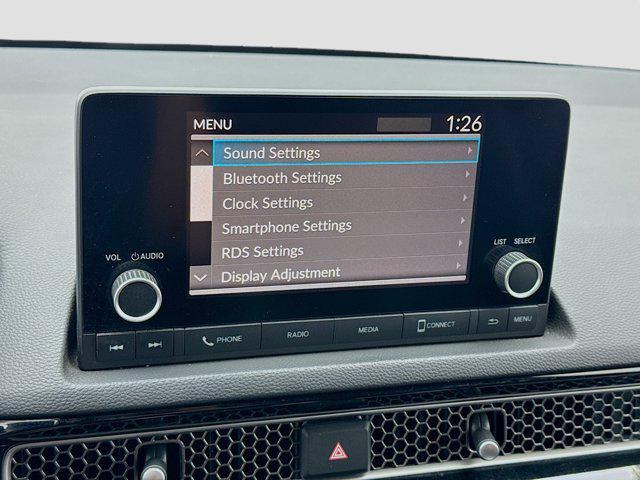 MENU 1:26
Sound Settings
Bluetooth Settings
Clock Settings
Smartphone Settings
RDS Settings
Display Adjustment
VOL AUDIO
LIST SELECT
PHONE RADIO MEDIA CONNECT MENU